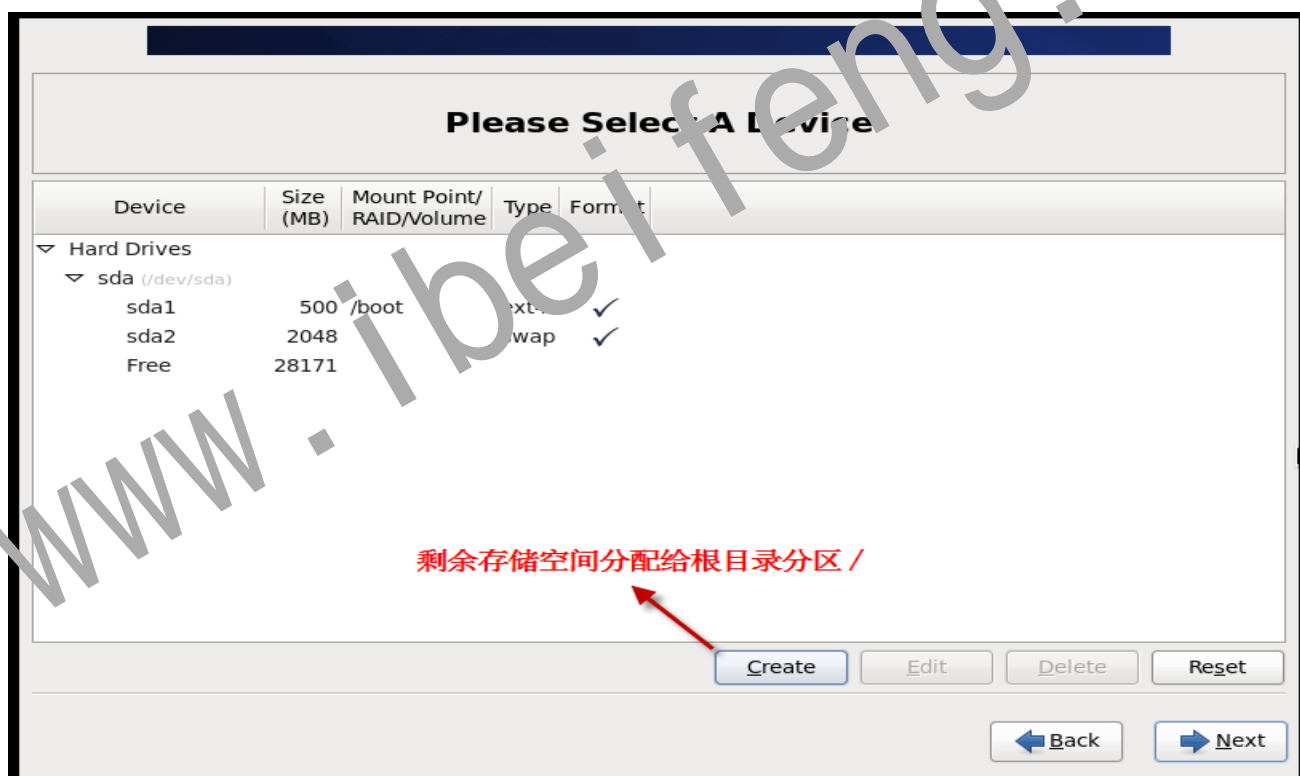 www.ibeifeng.
Please Select A Device
Device Size (MB) Mount Point/ RAID/Volume Type Format
Hard Drives
sda (/dev/sda)
sda1 500 /boot
sda2 2048 swap
Free 28171
剩余存储空间分配给根目录分区 /
Create Edit Delete Reset
Back Next